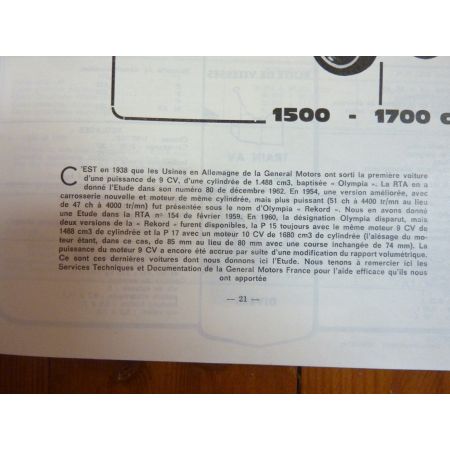 1500 - 1700 c
C'EST en 1938 que les Usines en Allemagne de la General Motors ont sorti la première voiture
d'une puissance de 9 CV, d'une cylindrée de 1.488 cm3, baptisée « Olympia ». La RTA en a
donné l'Etude dans son numéro 80 de décembre 1962. En 1954, une version améliorée, avec
carrosserie nouvelle et moteur de même cylindrée, mais plus puissant (51 ch à 4400 tr/mn) au lieu
de 47 ch à 4000 tr/mn) fut présentée sous le nom d'Olympia « Rekord ». Nous en avons donné
une Etude dans la RTA n° 154 de février 1959. En 1960, la désignation Olympia disparut, mais
deux versions de la « Rekord » furent disponibles, la P 15 toujours avec le même moteur 9 CV de
1488 cm3 de cylindrée et la P 17 avec un moteur 10 CV de 1680 cm3 de cylindrée (l'alésage du mo-
teur étant, dans ce cas, de 85 mm au lieu de 80 mm avec une course inchangée de 74 mm). La
puissance du moteur 9 CV a encore été accrue par suite d'une modification du rapport volumétrique.
Ce sont ces dernières voitures dont nous donnons ici l'Etude. Nous tenons à remercier ici les
Services Techniques et Documentation de la General Motors France pour l'aide efficace qu'ils nous
ont apportée
— 21 —